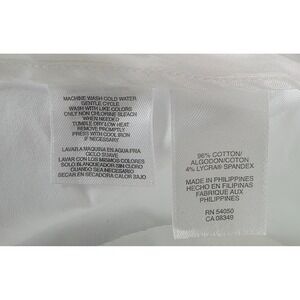 MACHINE WASH COLD WATER
GENTLE CYCLE
WASH WITH LIKE COLORS
ONLY NON CHLORINE BLEACH
WHEN NEEDED
TUMBLE DRY LOW HEAT
REMOVE PROMPTLY
PRESS WITH COOL IRON
IF NECESSARY
LAVAR A MAQUINA EN AGUA FRIA
CICLO SUAVE
LAVAR CON LOS MISMOS COLORES
SOLO BLANQUEADOR SIN CLORO
CUANDO SEA NECESARIO
SECAR EN SECADORA CALOR BAJO
96% COTTON/
ALGODON/COTON
4% LYCRA® SPANDEX
MADE IN PHILIPPINES
HECHO EN FILIPINAS
FABRIQUE AUX
PHILIPPINES
RN 54050
CA 08349